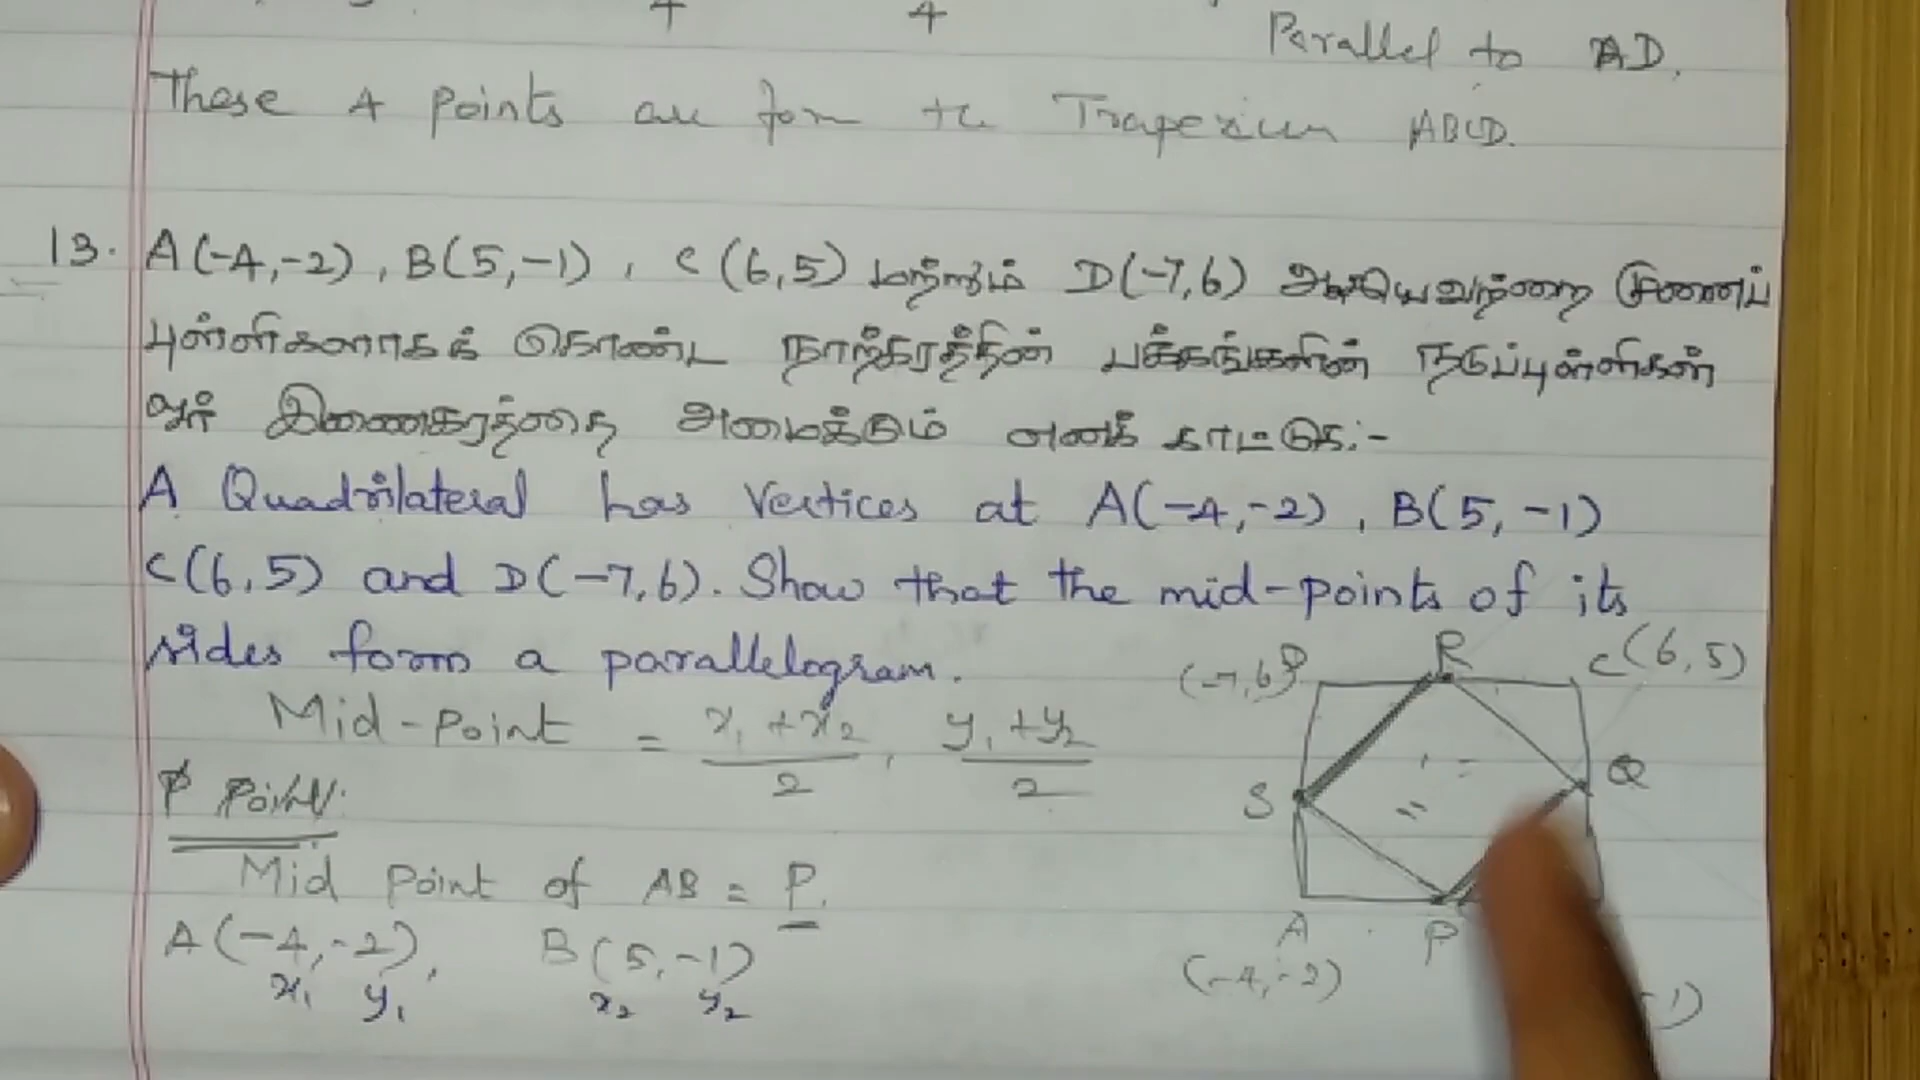 4 4
Parallel to AD.
These 4 points are form the Trapezium ABCD.
13. A(-4,-2), B(5,-1), C(6,5) மற்றும் D(-7,6) ஆகியவற்றை முனைப்
புள்ளிகளாகக் கொண்ட நாற்கரத்தின் பக்கங்களின் நடுப்புள்ளிகள்
ஓர் இணைகரத்தை அமைக்கும் எனக் காட்டுக:-
A Quadrilateral has Vertices at A(-4,-2), B(5,-1)
C(6,5) and D(-7,6). Show that the mid-points of its
sides form a parallelogram.
Mid-Point = x₁+x₂/2, y₁+y₂/2
P Point:
Mid Point of AB = P.
A(-4,-2), B(5,-1)
x₁ y₁ x₂ y₂
(-7,6) D R C(6,5)
S Q
A P
(-4,-2) -1)